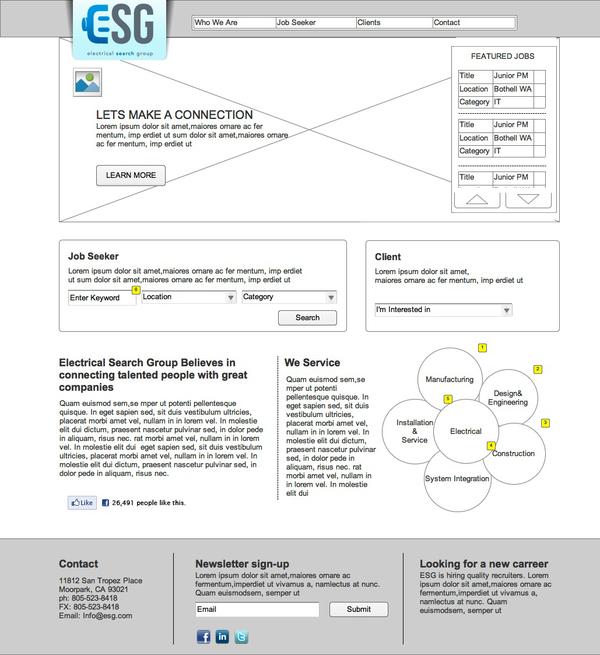 ESG
electrical search group
Who We Are
Job Seeker
Clients
Contact
LETS MAKE A CONNECTION
Lorem ipsum dolor sit amet,maiores ornare ac fer
mentum, imp erdiet ut sum dolor sit amet,maiores ornare
ac fer mentum, imp erdiet ut
LEARN MORE
FEATURED JOBS
Title Junior PM
Location Bothell WA
Category IT
Title Junior PM
Location Bothell WA
Category IT
Title Junior PM
Job Seeker
Lorem ipsum dolor sit amet,maiores ornare ac fer mentum, imp erdiet
ut sum dolor sit amet,maiores ornare ac fer mentum, imp erdiet ut
Enter Keyword
6
Location
Category
Search
Client
Lorem ipsum dolor sit amet,
maiores ornare ac fer mentum, imp erdiet ut
I'm Interested in
Electrical Search Group Believes in
connecting talented people with great
companies
Quam euismod sem,se mper ut potenti pellentesque
quisque. In eget sapien sed, sit duis vestibulum ultricies,
placerat morbi amet vel, nullam in in lorem vel. In molestie
elit dui dictum, praesent nascetur pulvinar sed, in dolor pede
in aliquam, risus nec. rat morbi amet vel, nullam in in lorem
vel. In molestie elit dui eget sapien sed, sit duis vestibulum
ultricies, placerat morbi amet vel, nullam in in lorem vel. In
molestie elit dui dictum, praesent nascetur pulvinar sed, in
dolor pede in aliquam, risus nec.
Like
26,491 people like this.
We Service
Quam euismod sem,se
mper ut potenti
pellentesque quisque. In
eget sapien sed, sit duis
vestibulum ultricies,
placerat morbi amet vel,
nullam in in lorem vel. In
molestie elit dui dictum,
praesent nascetur pulvinar
sed, in dolor pede in
aliquam, risus nec. rat
morbi amet vel, nullam in
in lorem vel. In molestie
elit dui
1
Manufacturing
2
Design&
Engineering
5
Installation
&
Service
Electrical
3
4
Construction
System Integration
Contact
11812 San Tropez Place
Moorpark, CA 93021
ph: 805-523-8418
FX: 805-523-8418
Email: Info@esg.com
Newsletter sign-up
Lorem ipsum dolor sit amet,maiores ornare ac
fermentum,imperdiet ut vivamus a, namlectus at nunc.
Quam euismodsem, semper ut
Email
Submit
f
in
t
Looking for a new carreer
ESG is hiring quality recruiters. Lorem
ipsum dolor sit amet,maiores ornare ac
fermentum,imperdiet ut vivamus a,
namlectus at nunc. Quam
euismodsem, semper ut